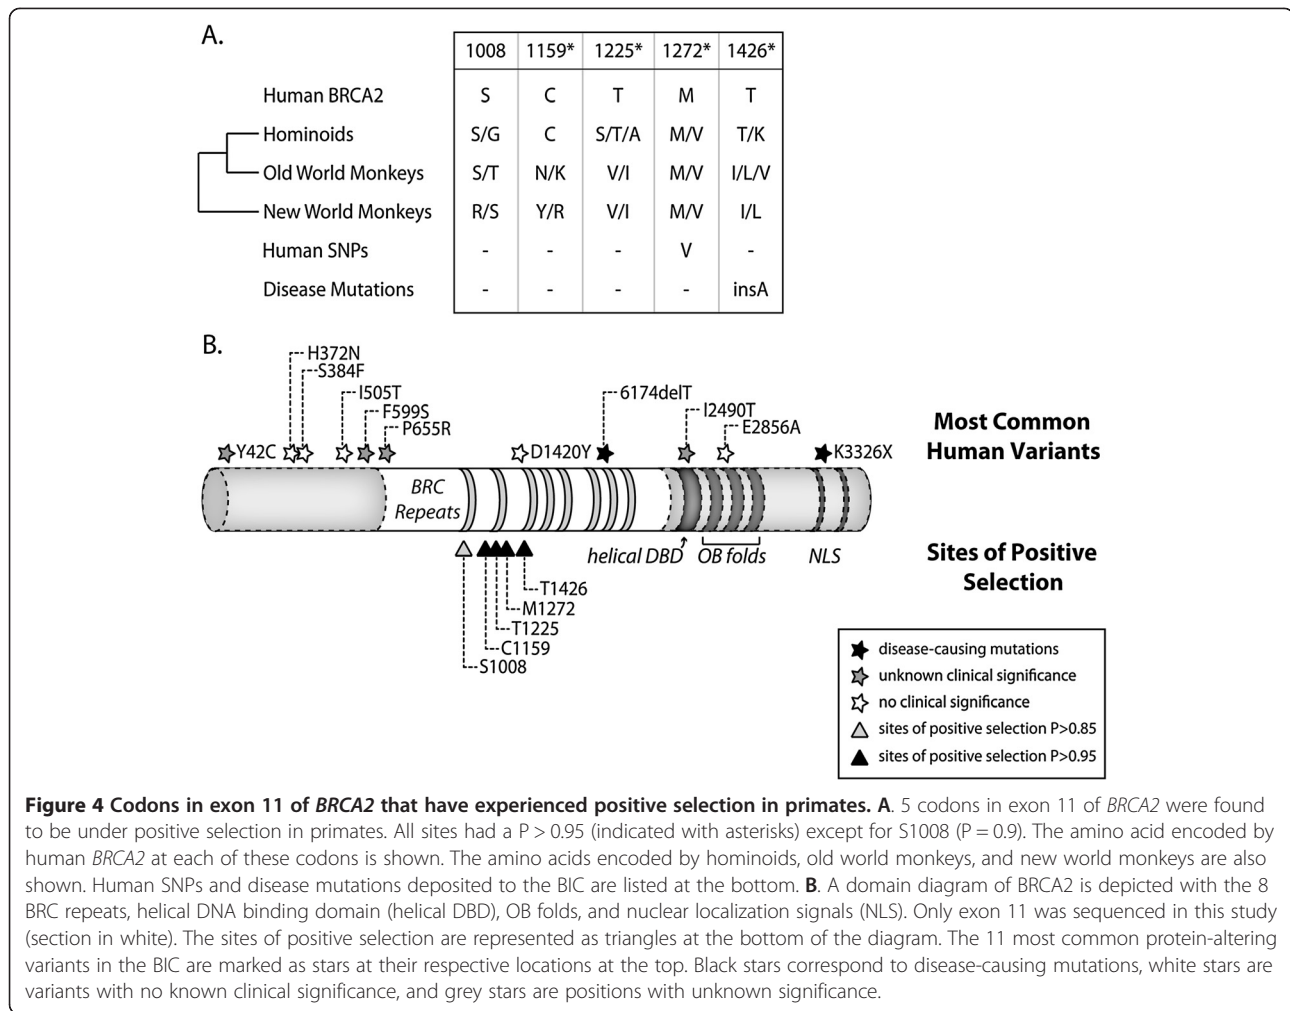 A.
1008 1159* 1225* 1272* 1426*
Human BRCA2 S C T M T
Hominoids S/G C S/T/A M/V T/K
Old World Monkeys S/T N/K V/I M/V I/L/V
New World Monkeys R/S Y/R V/I M/V I/L
Human SNPs - - - V -
Disease Mutations - - - - insA
B.
H372N
S384F
I505T
F599S
P655R
Y42C
D1420Y
6174delT
I2490T
E2856A
K3326X
Most Common
Human Variants
BRC
Repeats
helical DBD
OB folds
NLS
Sites of Positive
Selection
T1426
M1272
T1225
C1159
S1008
disease-causing mutations
unknown clinical significance
no clinical significance
sites of positive selection P>0.85
sites of positive selection P>0.95
Figure 4 Codons in exon 11 of BRCA2 that have experienced positive selection in primates. A. 5 codons in exon 11 of BRCA2 were found
to be under positive selection in primates. All sites had a P > 0.95 (indicated with asterisks) except for S1008 (P = 0.9). The amino acid encoded by
human BRCA2 at each of these codons is shown. The amino acids encoded by hominoids, old world monkeys, and new world monkeys are also
shown. Human SNPs and disease mutations deposited to the BIC are listed at the bottom. B. A domain diagram of BRCA2 is depicted with the 8
BRC repeats, helical DNA binding domain (helical DBD), OB folds, and nuclear localization signals (NLS). Only exon 11 was sequenced in this study
(section in white). The sites of positive selection are represented as triangles at the bottom of the diagram. The 11 most common protein-altering
variants in the BIC are marked as stars at their respective locations at the top. Black stars correspond to disease-causing mutations, white stars are
variants with no known clinical significance, and grey stars are positions with unknown significance.